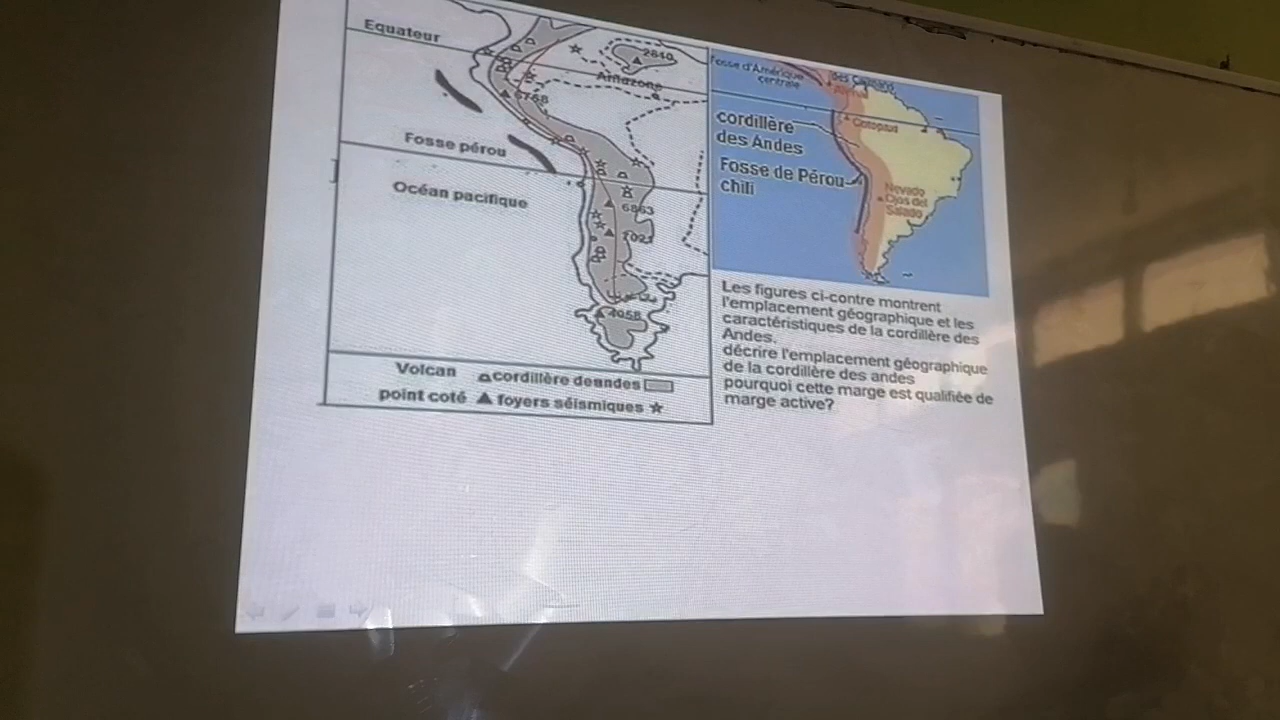 Equateur
2840
Amazone
6768
Fosse pérou
Océan pacifique
6863
7021
4058
Volcan cordillère deandes
point coté foyers séismiques
Fosse d'Amérique
centrale
Cotopaxi
cordillère
des Andes
Fosse de Pérou
chili
Nevado
Ojos del
Salado
Les figures ci-contre montrent
l'emplacement géographique et les
caractéristiques de la cordillère des
Andes.
décrire l'emplacement géographique
de la cordillère des andes
pourquoi cette marge est qualifiée de
marge active?